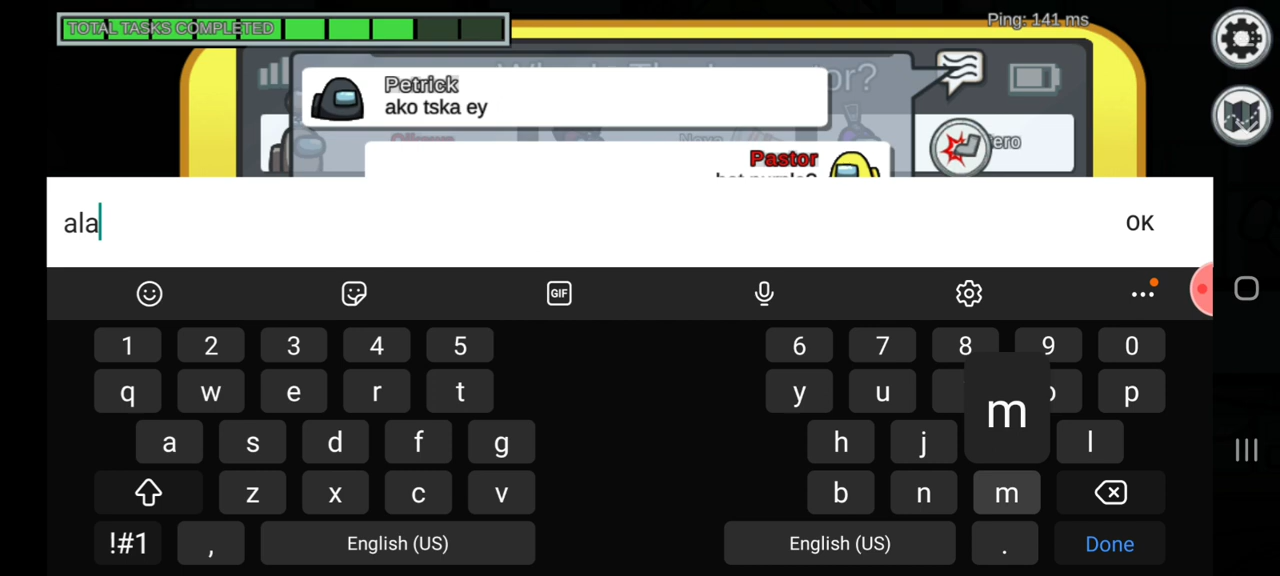 TOTAL TASKS COMPLETED
Ping: 141 ms
Petrick
ako tska ey
Pastor
ala
OK
GIF
1 2 3 4 5 6 7 8 9 0
q w e r t y u p
a s d f g h j m l
z x c v b n m
!#1 , English (US) English (US) . Done